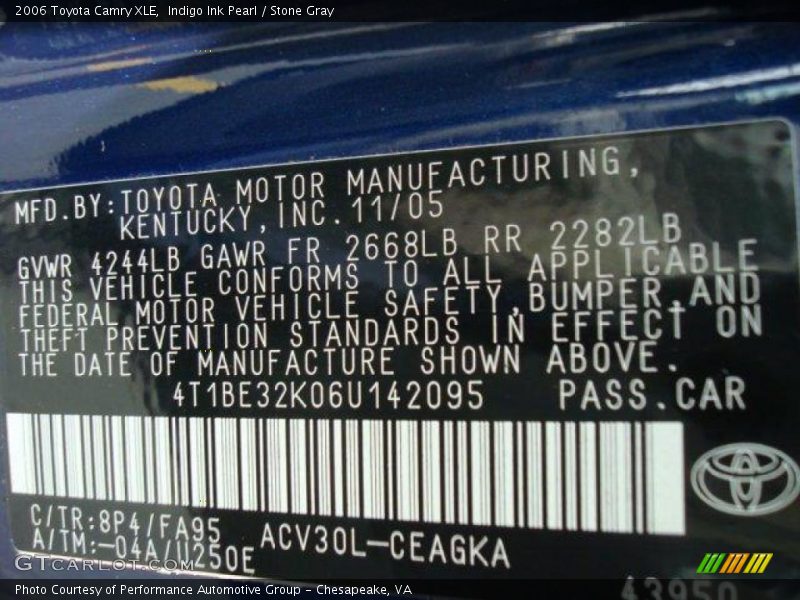 2006 Toyota Camry XLE,  Indigo Ink Pearl / Stone Gray
MFD.BY:TOYOTA MOTOR MANUFACTURING,
KENTUCKY,INC.11/05
GVWR 4244LB GAWR FR 2668LB RR 2282LB
THIS VEHICLE CONFORMS TO ALL APPLICABLE
FEDERAL MOTOR VEHICLE SAFETY,BUMPER,AND
THEFT PREVENTION STANDARDS IN EFFECT ON
THE DATE OF MANUFACTURE SHOWN ABOVE.
4T1BE32K06U142095 PASS.CAR
C/TR:8P4/FA95 ACV30L-CEAGKA
A/TM:-04A/U250E
GTCARLOT.COM
43950
Photo Courtesy of Performance Automotive Group - Chesapeake, VA